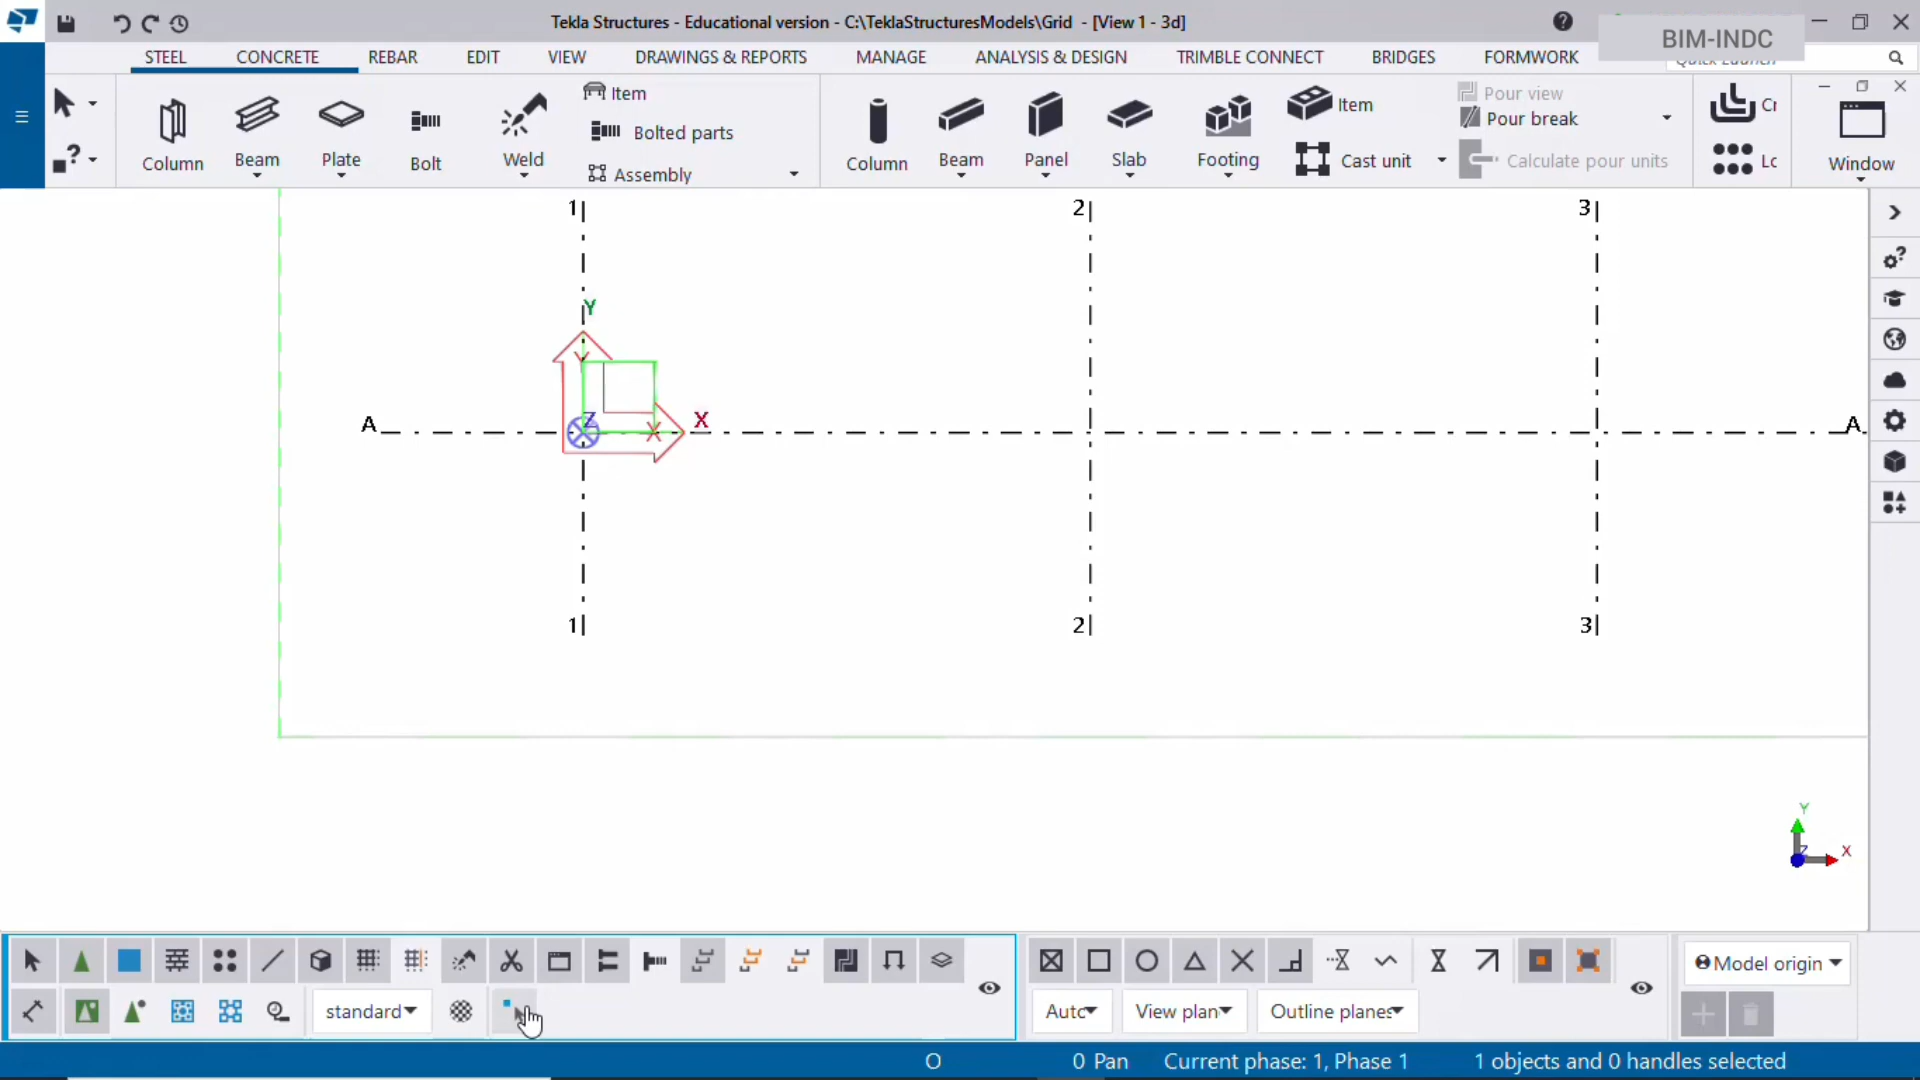 Tekla Structures - Educational version - C:\TeklaStructuresModels\Grid - [View 1 - 3d]
BIM-INDC
STEEL CONCRETE REBAR EDIT VIEW DRAWINGS & REPORTS MANAGE ANALYSIS & DESIGN TRIMBLE CONNECT BRIDGES FORMWORK
Item
Bolted parts
Assembly
Column Beam Plate Bolt Weld
Column Beam Panel Slab Footing
Item
Cast unit
Pour view
Pour break
Calculate pour units
Window
1 2 3
Y
Y
A Z X X A
1 2 3
Y
Z X
Model origin
standard
View plan
Outline planes
O 0 Pan Current phase: 1, Phase 1 1 objects and 0 handles selected